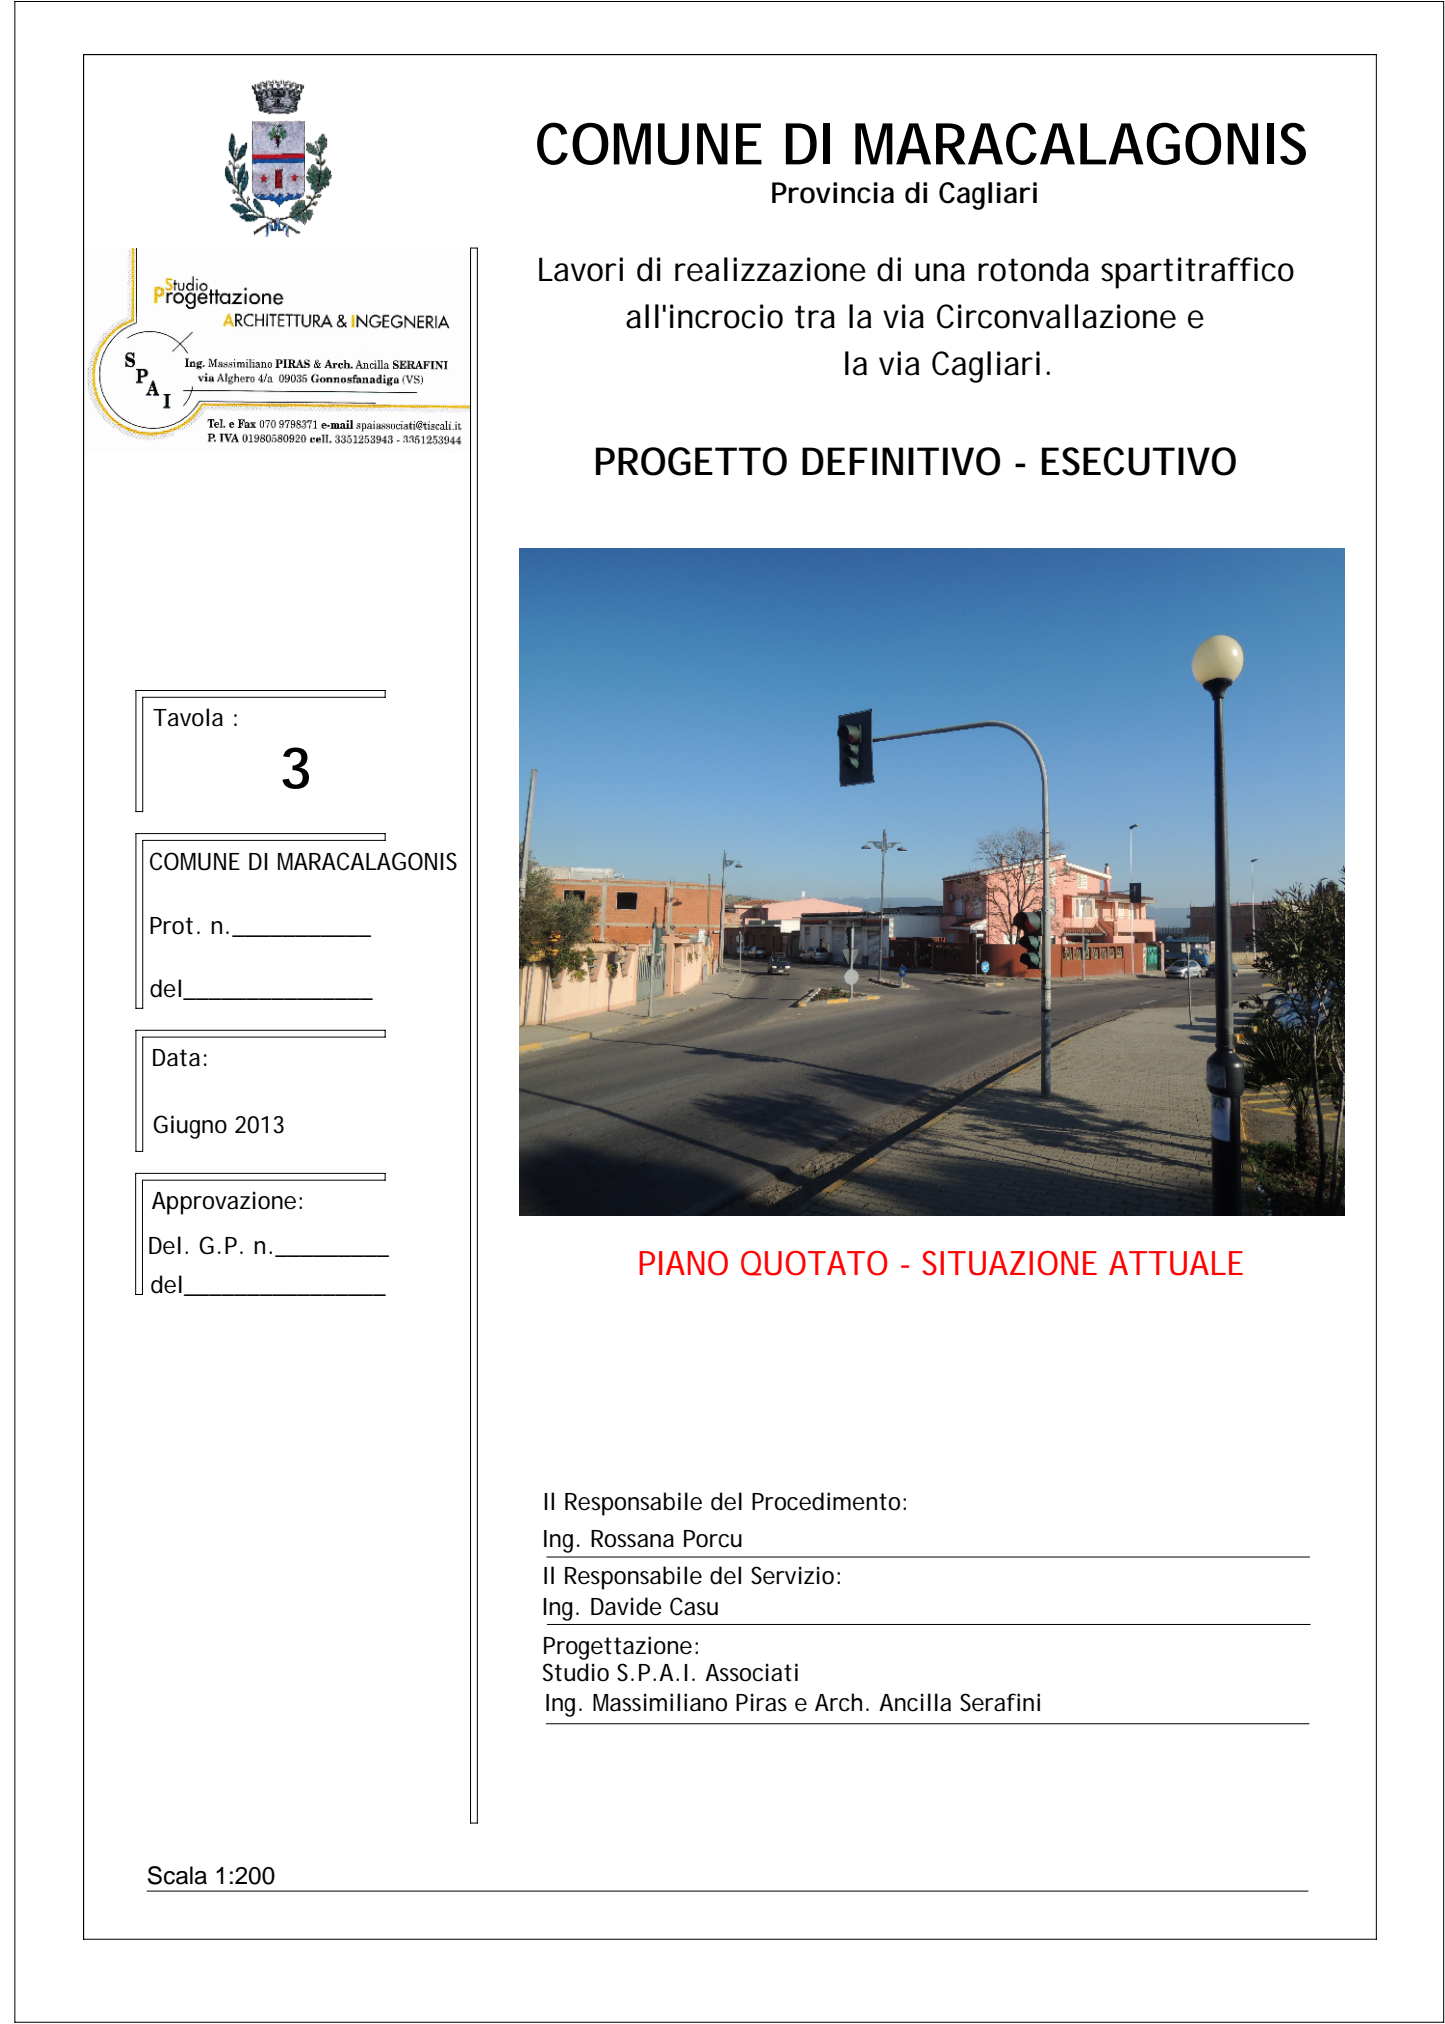 COMUNE DI MARACALAGONIS
Provincia di Cagliari
Studio
Progettazione
ARCHITETTURA & INGEGNERIA
S
P
A
I
Ing. Massimiliano PIRAS & Arch. Ancilla SERAFINI
via Alghero 4/a 09035 Gonnosfanadiga (VS)
Tel. e Fax 070 9798371 e-mail spaiassociati@tiscali.it
P. IVA 01980580920 cell. 3351253943 - 3351253944
Lavori di realizzazione di una rotonda spartitraffico
all'incrocio tra la via Circonvallazione e
la via Cagliari.
PROGETTO DEFINITIVO - ESECUTIVO
Tavola :
3
COMUNE DI MARACALAGONIS
Prot. n.___________
del_______________
Data:
Giugno 2013
Approvazione:
Del. G.P. n._________
del________________
PIANO QUOTATO - SITUAZIONE ATTUALE
Il Responsabile del Procedimento:
Ing. Rossana Porcu
Il Responsabile del Servizio:
Ing. Davide Casu
Progettazione:
Studio S.P.A.I. Associati
Ing. Massimiliano Piras e Arch. Ancilla Serafini
Scala 1:200